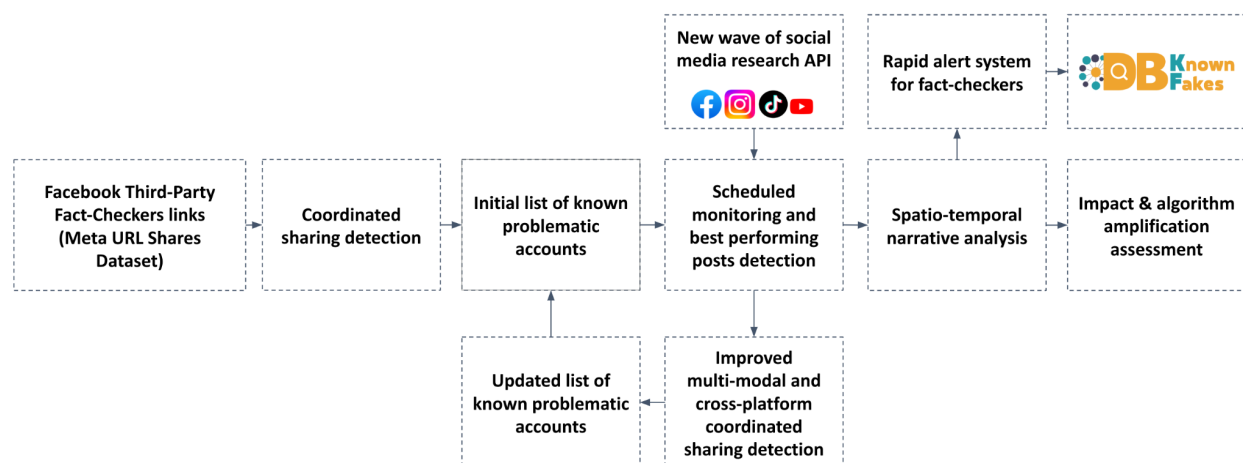 New wave of social
media research API
Rapid alert system
for fact-checkers
DB Known
Fakes
Facebook Third-Party
Fact-Checkers links
(Meta URL Shares
Dataset)
Coordinated
sharing detection
Initial list of known
problematic
accounts
Scheduled
monitoring and
best performing
posts detection
Spatio-temporal
narrative analysis
Impact & algorithm
amplification
assessment
Updated list of
known problematic
accounts
Improved
multi-modal and
cross-platform
coordinated
sharing detection